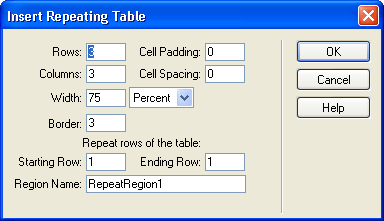 Insert Repeating Table
Rows: 3 Cell Padding: 0 OK
Columns: 3 Cell Spacing: 0 Cancel
Width: 75 Percent Help
Border: 3
Repeat rows of the table:
Starting Row: 1 Ending Row: 1
Region Name: RepeatRegion1